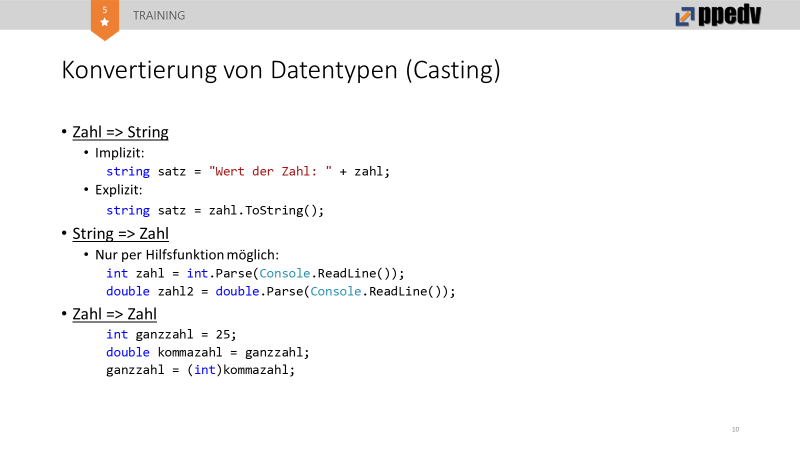 5
TRAINING
ppedv
Konvertierung von Datentypen (Casting)
• Zahl => String
• Implizit:
string satz = "Wert der Zahl: " + zahl;
• Explizit:
string satz = zahl.ToString();
• String => Zahl
• Nur per Hilfsfunktion möglich:
int zahl = int.Parse(Console.ReadLine());
double zahl2 = double.Parse(Console.ReadLine());
• Zahl => Zahl
int ganzzahl = 25;
double kommazahl = ganzzahl;
ganzzahl = (int)kommazahl;
10